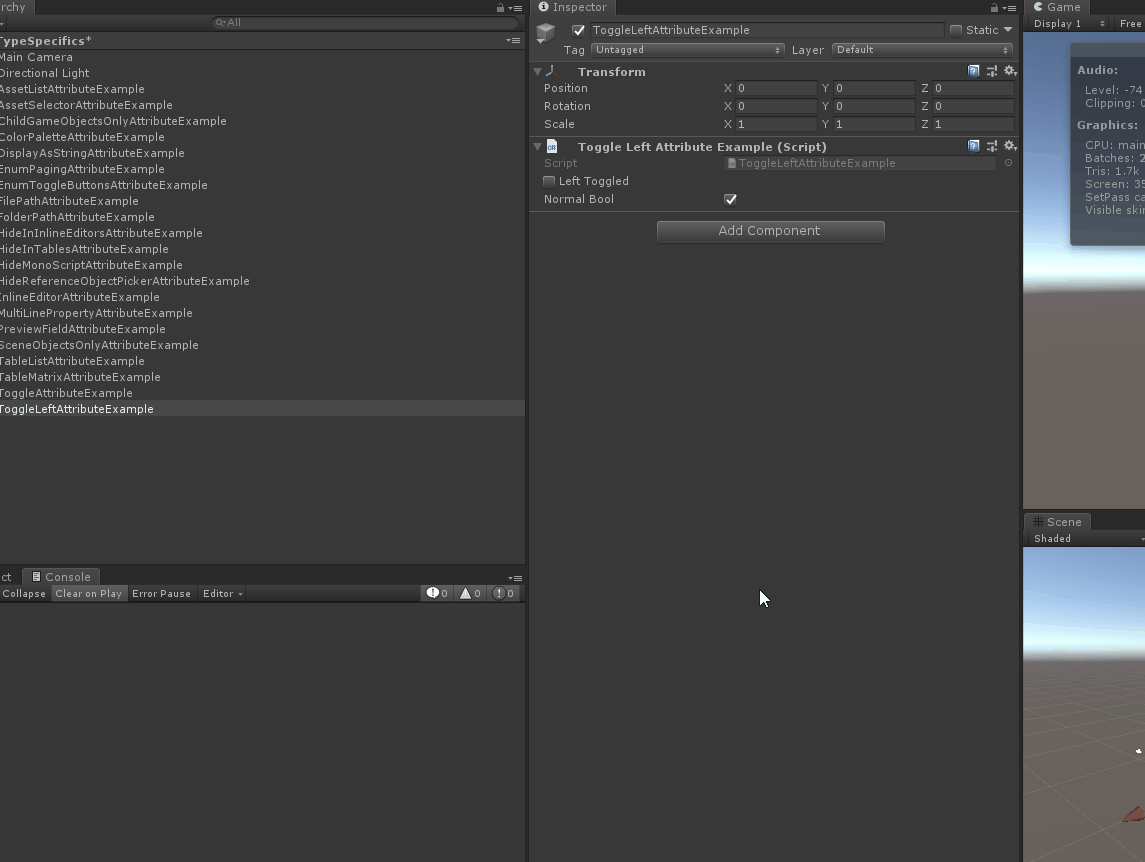 rchy
All
TypeSpecifics*
Main Camera
Directional Light
AssetListAttributeExample
AssetSelectorAttributeExample
ChildGameObjectsOnlyAttributeExample
ColorPaletteAttributeExample
DisplayAsStringAttributeExample
EnumPagingAttributeExample
EnumToggleButtonsAttributeExample
FilePathAttributeExample
FolderPathAttributeExample
HideInInlineEditorsAttributeExample
HideInTablesAttributeExample
HideMonoScriptAttributeExample
HideReferenceObjectPickerAttributeExample
InlineEditorAttributeExample
MultiLinePropertyAttributeExample
PreviewFieldAttributeExample
SceneObjectsOnlyAttributeExample
TableListAttributeExample
TableMatrixAttributeExample
ToggleAttributeExample
ToggleLeftAttributeExample
ct Console
Collapse Clear on Play Error Pause Editor 0 0 0
Inspector
ToggleLeftAttributeExample Static
Tag Untagged Layer Default
Transform
Position X 0 Y 0 Z 0
Rotation X 0 Y 0 Z 0
Scale X 1 Y 1 Z 1
Toggle Left Attribute Example (Script)
Script ToggleLeftAttributeExample
Left Toggled
Normal Bool
Add Component
Game
Display 1 Free
Audio:
Level: -74
Clipping: 0
Graphics:
CPU: main
Batches: 2
Tris: 1.7k
Screen: 35
SetPass ca
Visible skin
Scene
Shaded